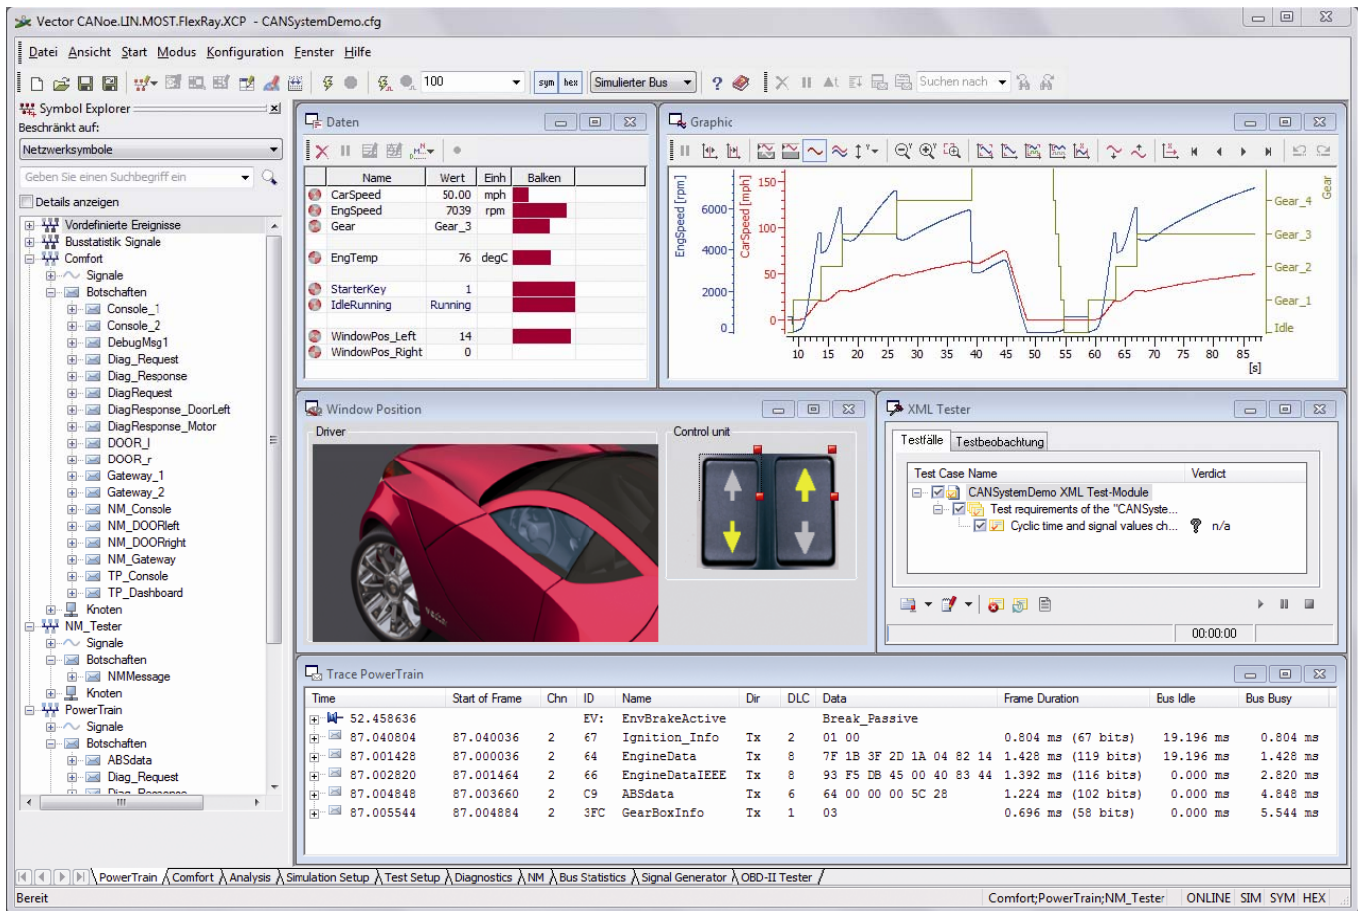 Vector CANoe.LIN.MOST.FlexRay.XCP - CANSystemDemo.cfg
Datei Ansicht Start Modus Konfiguration Fenster Hilfe
100 sym hex Simulierter Bus Suchen nach
Symbol Explorer
Beschränkt auf:
Netzwerksymbole
Geben Sie einen Suchbegriff ein
Details anzeigen
Vordefinierte Ereignisse
Busstatistik Signale
Comfort
Signale
Botschaften
Console_1
Console_2
DebugMsg1
Diag_Request
Diag_Response
DiagRequest
DiagResponse_DoorLeft
DiagResponse_Motor
DOOR_l
DOOR_r
Gateway_1
Gateway_2
NM_Console
NM_DOORleft
NM_DOORright
NM_Gateway
TP_Console
TP_Dashboard
Knoten
NM_Tester
Signale
Botschaften
NMMessage
Knoten
PowerTrain
Signale
Botschaften
ABSdata
Diag_Request
Diag_Response
Daten
Name Wert Einh Balken
CarSpeed 50.00 mph
EngSpeed 7039 rpm
Gear Gear_3
EngTemp 76 degC
StarterKey 1
IdleRunning Running
WindowPos_Left 14
WindowPos_Right 0
Graphic
EngSpeed [rpm]
6000
4000
2000
0
CarSpeed [mph]
150
100
50
0
Gear
Gear_4
Gear_3
Gear_2
Gear_1
Idle
10 15 20 25 30 35 40 45 50 55 60 65 70 75 80 85
[s]
Window Position
Driver
Control unit
XML Tester
Testfälle Testbeobachtung
Test Case Name Verdict
CANSystemDemo XML Test-Module
Test requirements of the "CANSyste...
Cyclic time and signal values ch... n/a
00:00:00
Trace PowerTrain
Time Start of Frame Chn ID Name Dir DLC Data Frame Duration Bus Idle Bus Busy
52.458636 EV: EnvBrakeActive Break_Passive
87.040804 87.040036 2 67 Ignition_Info Tx 2 01 00 0.804 ms (67 bits) 19.196 ms 0.804 ms
87.001428 87.000036 2 64 EngineData Tx 8 7F 1B 3F 2D 1A 04 82 14 1.428 ms (119 bits) 19.196 ms 1.428 ms
87.002820 87.001464 2 66 EngineDataIEEE Tx 8 93 F5 DB 45 00 40 83 44 1.392 ms (116 bits) 0.000 ms 2.820 ms
87.004848 87.003660 2 C9 ABSdata Tx 6 64 00 00 00 5C 28 1.224 ms (102 bits) 0.000 ms 4.848 ms
87.005544 87.004884 2 3FC GearBoxInfo Tx 1 03 0.696 ms (58 bits) 0.000 ms 5.544 ms
PowerTrain Comfort Analysis Simulation Setup Test Setup Diagnostics NM Bus Statistics Signal Generator OBD-II Tester
Bereit Comfort;PowerTrain;NM_Tester ONLINE SIM SYM HEX